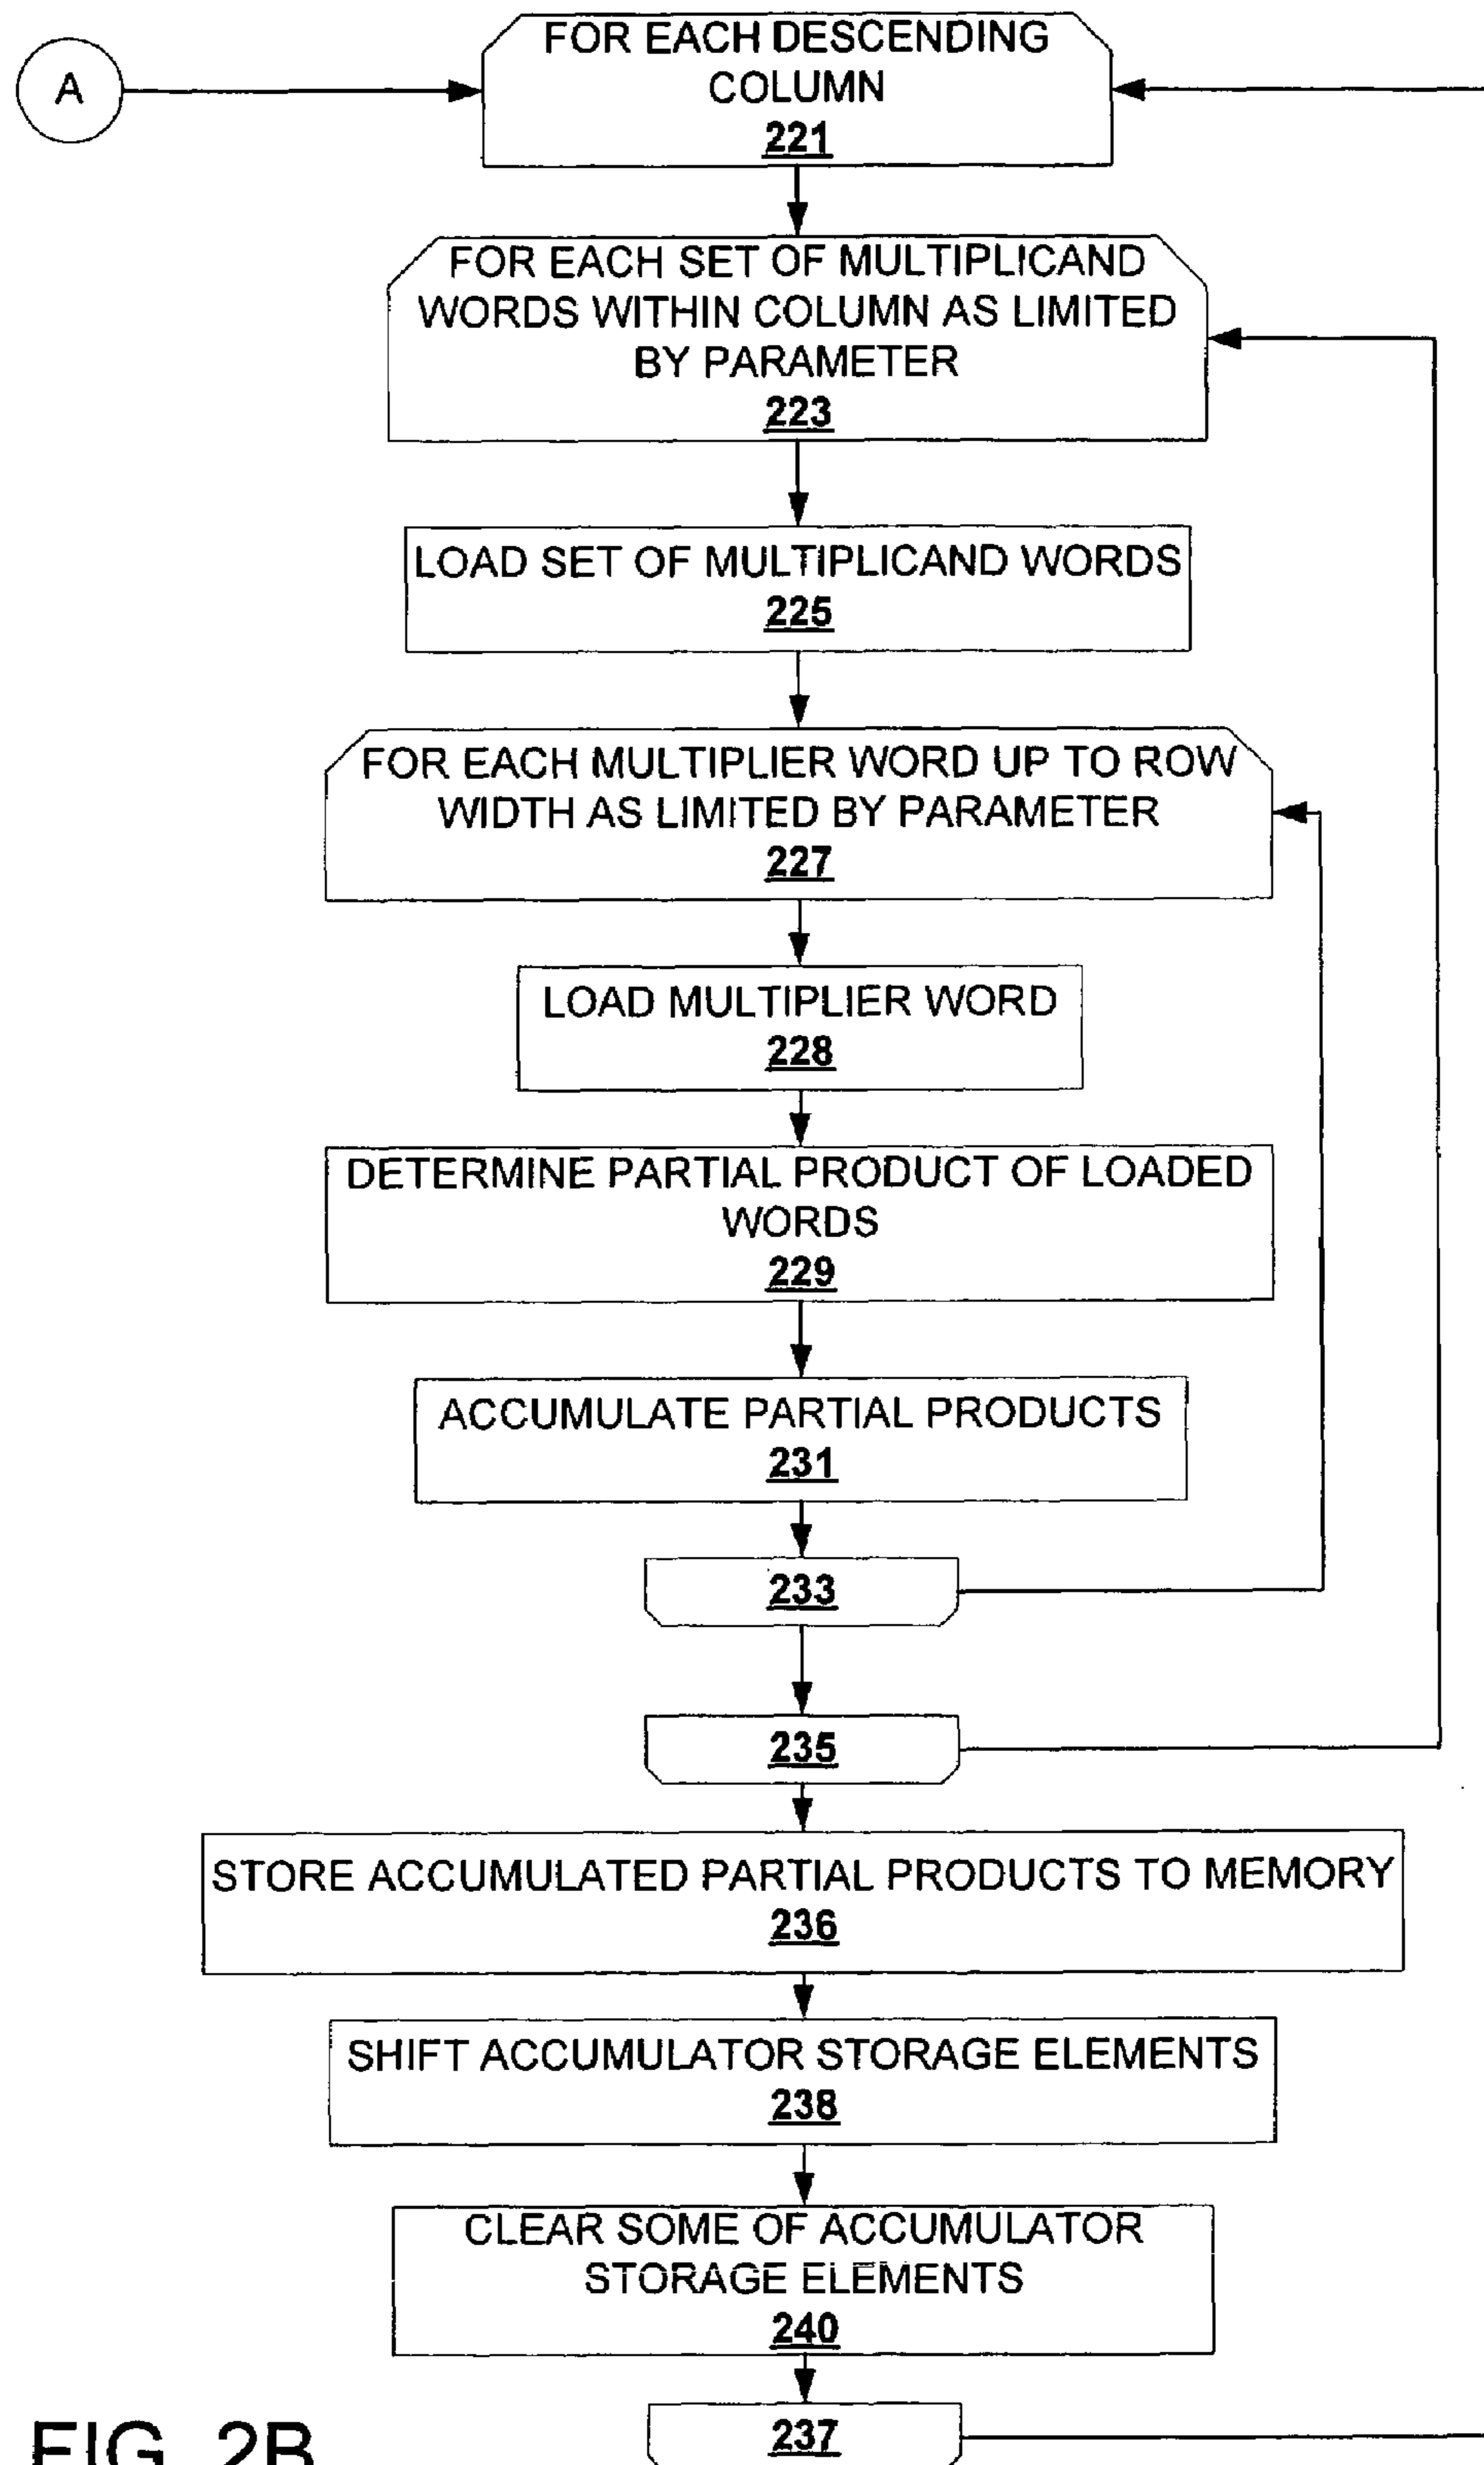 A
FOR EACH DESCENDING
COLUMN
221
FOR EACH SET OF MULTIPLICAND
WORDS WITHIN COLUMN AS LIMITED
BY PARAMETER
223
LOAD SET OF MULTIPLICAND WORDS
225
FOR EACH MULTIPLIER WORD UP TO ROW
WIDTH AS LIMITED BY PARAMETER
227
LOAD MULTIPLIER WORD
228
DETERMINE PARTIAL PRODUCT OF LOADED
WORDS
229
ACCUMULATE PARTIAL PRODUCTS
231
233
235
STORE ACCUMULATED PARTIAL PRODUCTS TO MEMORY
236
SHIFT ACCUMULATOR STORAGE ELEMENTS
238
CLEAR SOME OF ACCUMULATOR
STORAGE ELEMENTS
240
237
FIG. 2B